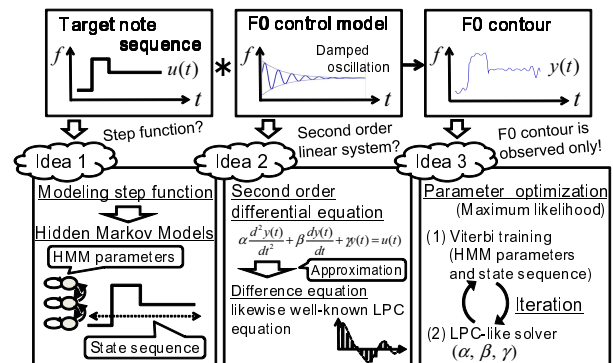 Target note
sequence
f
u(t)
t
*
F0 control model
f
Damped
oscillation
t
F0 contour
f
y(t)
t
Step function?
Second order
linear system?
F0 contour is
observed only!
Idea 1
Modeling step function
Hidden Markov Models
HMM parameters
State sequence
Idea 2
Second order
differential equation
α d²y(t)/dt² + β dy(t)/dt + γy(t) = u(t)
Approximation
Difference equation
likewise well-known LPC
equation
Idea 3
Parameter optimization
(Maximum likelihood)
(1) Viterbi training
(HMM parameters
and state sequence)
Iteration
(2) LPC-like solver
(α, β, γ)